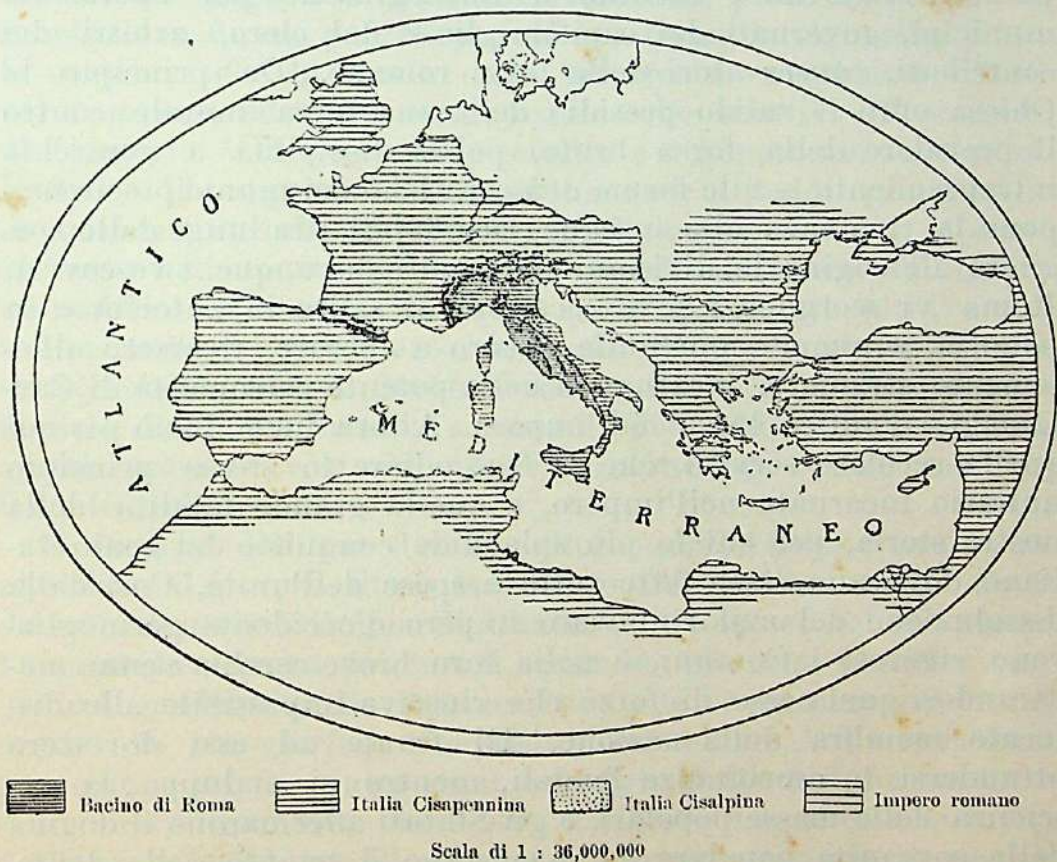 ATLANTICO
MEDITERRANEO
Bacino di Roma
Italia Cisapennina
Italia Cisalpina
Impero romano
Scala di 1 : 36,000,000